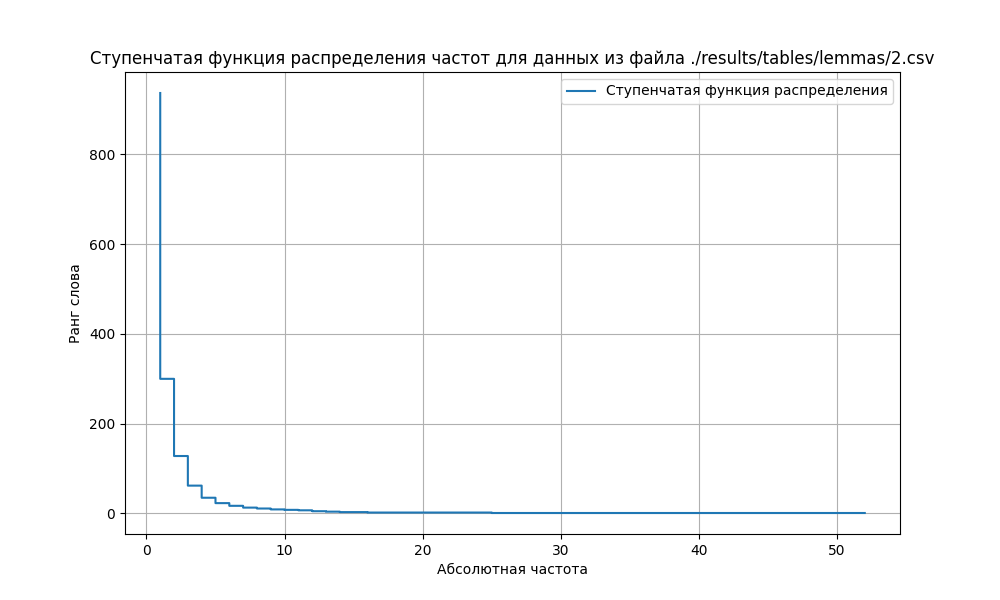 Ступенчатая функция распределения частот для данных из файла ./results/tables/lemmas/2.csv
Ступенчатая функция распределения
Ранг слова
800
600
400
200
0
0 10 20 30 40 50
Абсолютная частота